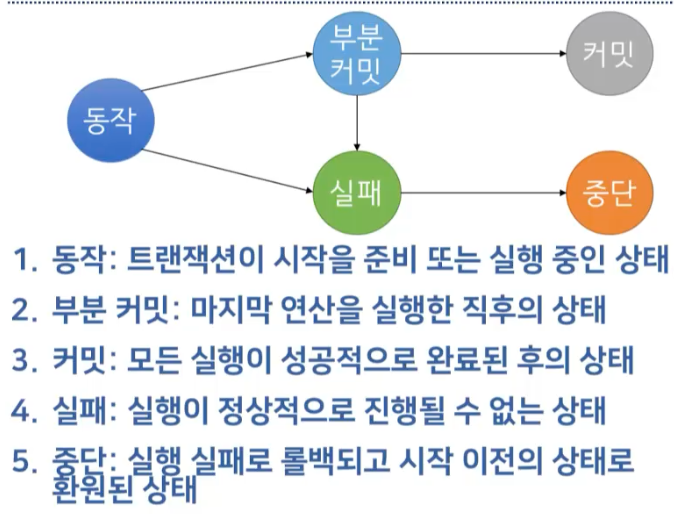 부분
커밋
커밋
동작
실패
중단
1. 동작: 트랜잭션이 시작을 준비 또는 실행 중인 상태
2. 부분 커밋: 마지막 연산을 실행한 직후의 상태
3. 커밋: 모든 실행이 성공적으로 완료된 후의 상태
4. 실패: 실행이 정상적으로 진행될 수 없는 상태
5. 중단: 실행 실패로 롤백되고 시작 이전의 상태로
환원된 상태